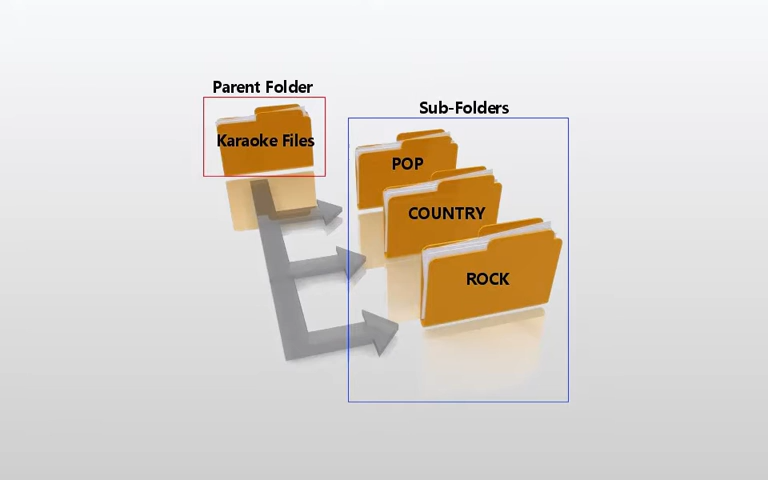 Parent Folder
Karaoke Files
Sub-Folders
POP
COUNTRY
ROCK